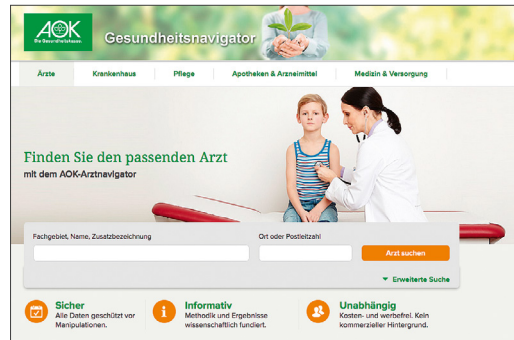 AOK
Die Gesundheitskasse.
Gesundheitsnavigator
Ärzte
Krankenhaus
Pflege
Apotheken & Arzneimittel
Medizin & Versorgung
Finden Sie den passenden Arzt
mit dem AOK-Arztnavigator
Fachgebiet, Name, Zusatzbezeichnung
Ort oder Postleitzahl
Arzt suchen
Erweiterte Suche
Sicher
Alle Daten geschützt vor
Manipulationen.
Informativ
Methodik und Ergebnisse
wissenschaftlich fundiert.
Unabhängig
Kosten- und werbefrei. Kein
kommerzieller Hintergrund.